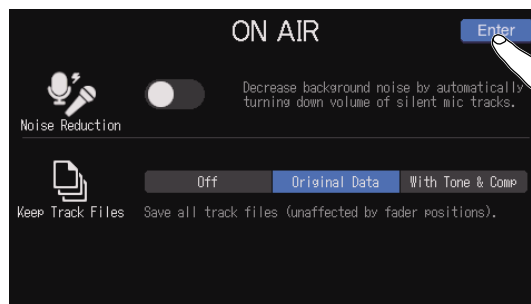 ON AIR
Enter
Decrease background noise by automatically
turning down volume of silent mic tracks.
Noise Reduction
Off
Original Data
With Tone & Comp
Keep Track Files
Save all track files (unaffected by fader positions).